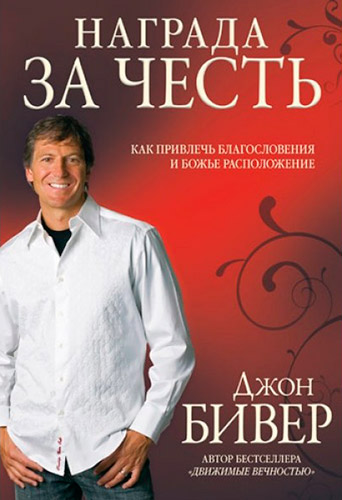 НАГРАДА
ЗА ЧЕСТЬ
КАК ПРИВЛЕЧЬ БЛАГОСЛОВЕНИЯ
И БОЖЬЕ РАСПОЛОЖЕНИЕ
ДЖОН
БИВЕР
АВТОР БЕСТСЕЛЛЕРА
«ДВИЖИМЫЕ ВЕЧНОСТЬЮ»